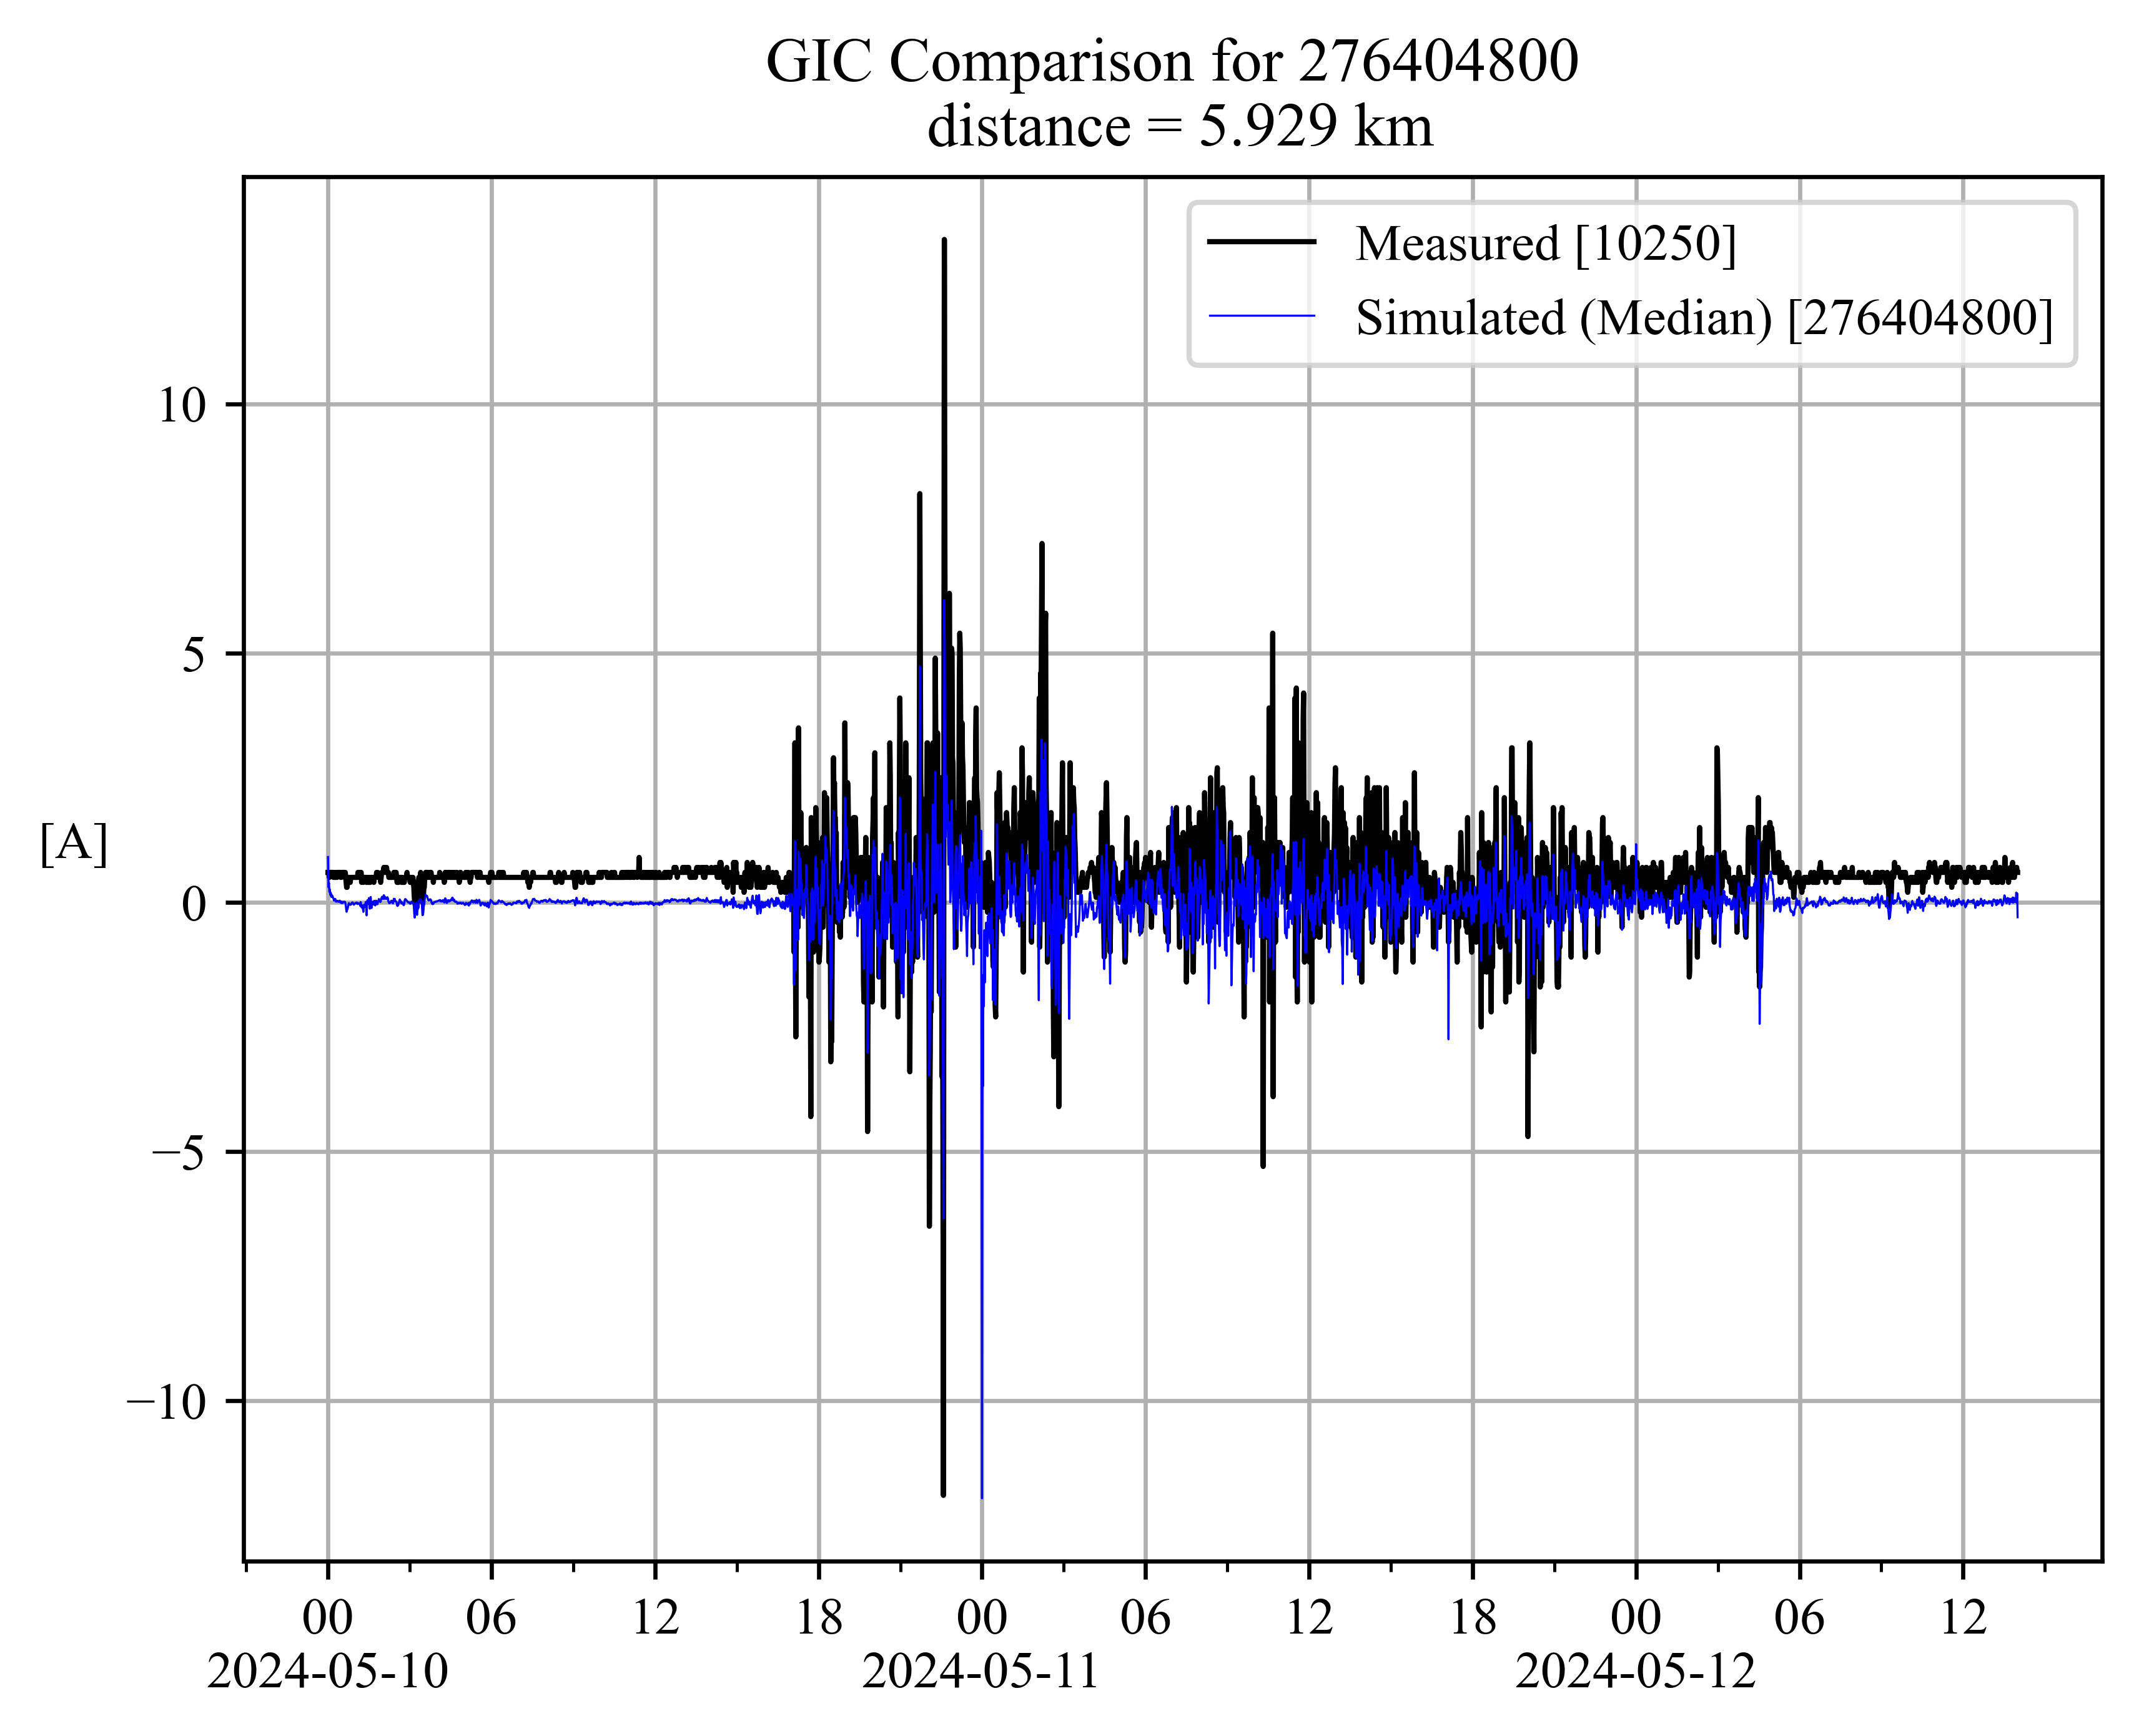 GIC Comparison for 276404800
distance = 5.929 km
Measured [10250]
Simulated (Median) [276404800]
10
5
[A]
0
−5
−10
00 06 12 18 00 06 12 18 00 06 12
2024-05-10 2024-05-11 2024-05-12